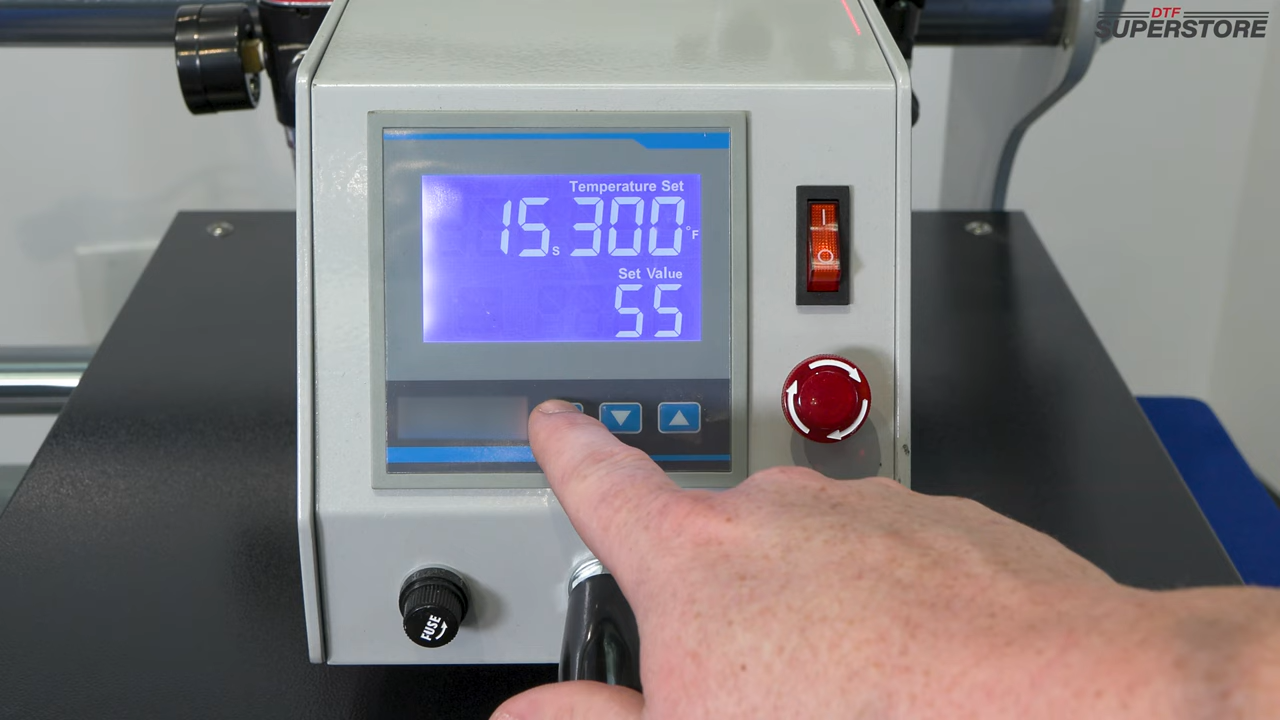 DTF
SUPERSTORE
Temperature Set
15 s 300 °F
Set Value
55
FUSE